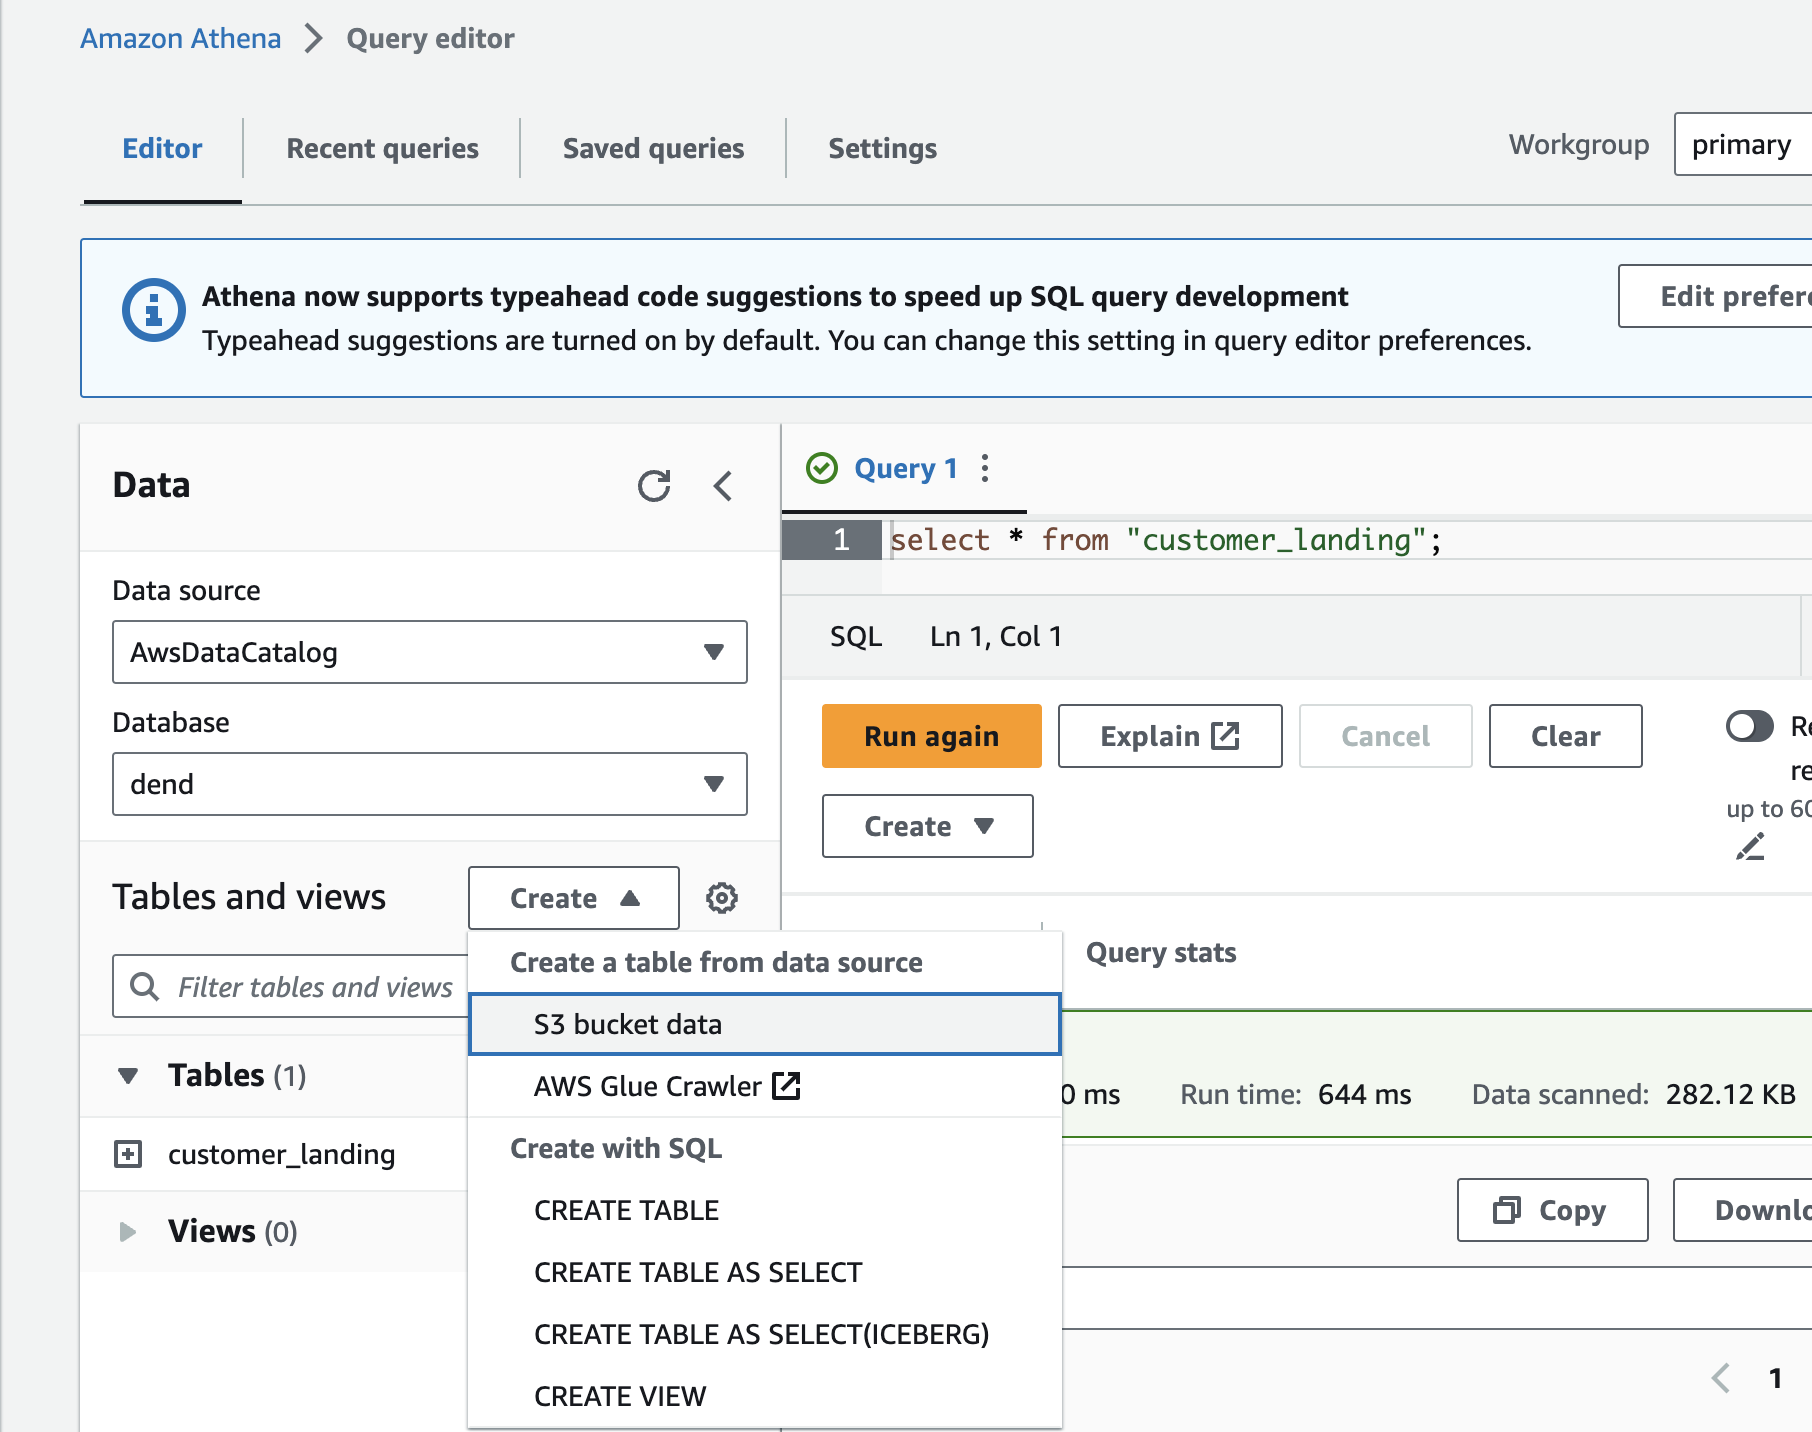 Amazon Athena > Query editor
Editor
Recent queries
Saved queries
Settings
Workgroup
primary
Athena now supports typeahead code suggestions to speed up SQL query development
Typeahead suggestions are turned on by default. You can change this setting in query editor preferences.
Edit prefere
Data
Data source
AwsDataCatalog
Database
dend
Tables and views
Create
Filter tables and views
Create a table from data source
S3 bucket data
AWS Glue Crawler
Create with SQL
CREATE TABLE
CREATE TABLE AS SELECT
CREATE TABLE AS SELECT(ICEBERG)
CREATE VIEW
Tables (1)
customer_landing
Views (0)
Query 1
1 select * from "customer_landing";
SQL Ln 1, Col 1
Run again
Explain
Cancel
Clear
Create
Re
re
up to 60
Query stats
0 ms Run time: 644 ms Data scanned: 282.12 KB
Copy
Downlo
1